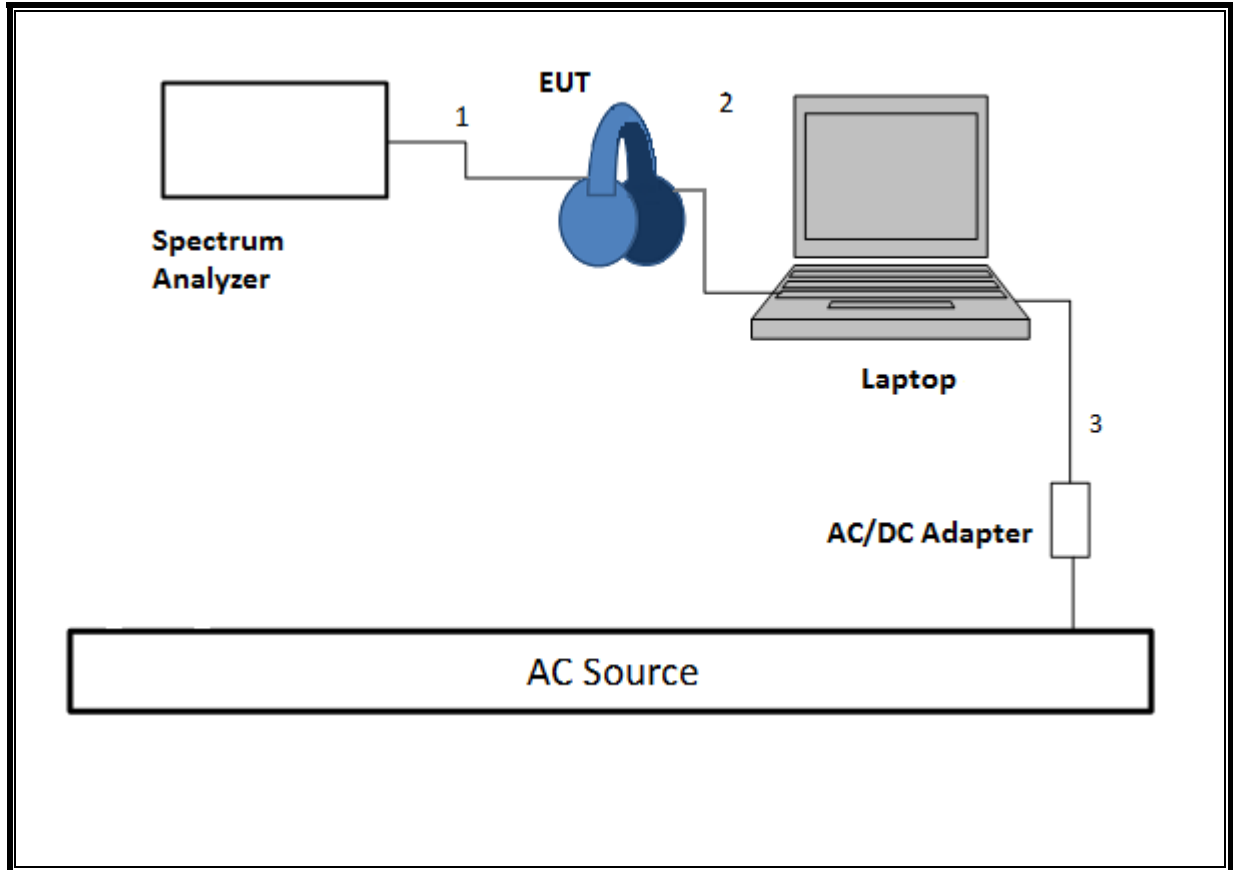 EUT
1
2
Spectrum
Analyzer
Laptop
3
AC/DC Adapter
AC Source